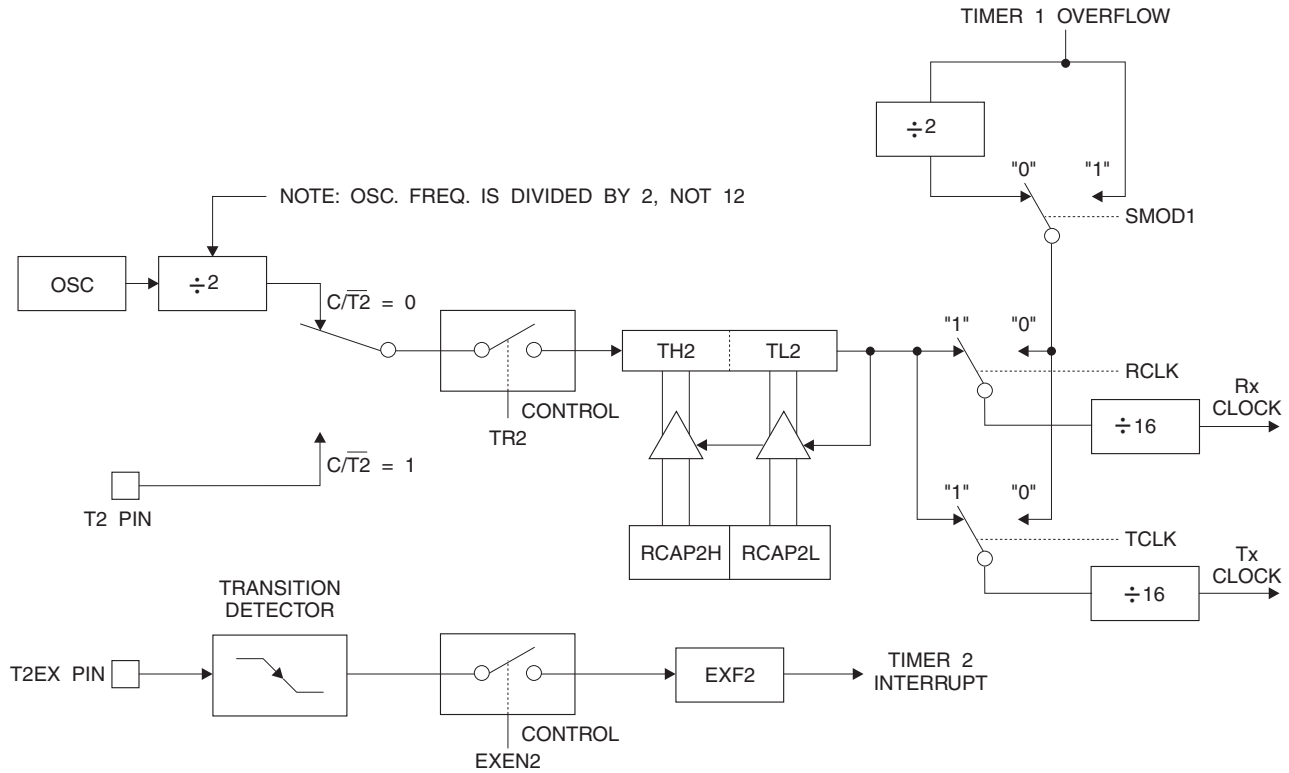 TIMER 1 OVERFLOW
÷2
"0" "1"
NOTE: OSC. FREQ. IS DIVIDED BY 2, NOT 12
SMOD1
OSC
÷2
C/T̅2̅ = 0
"1" "0"
TH2 TL2
RCLK
Rx
CLOCK
CONTROL
TR2
÷16
C/T̅2̅ = 1
T2 PIN
"1" "0"
RCAP2H RCAP2L
TCLK
Tx
CLOCK
TRANSITION
DETECTOR
÷16
T2EX PIN
EXF2
TIMER 2
INTERRUPT
CONTROL
EXEN2